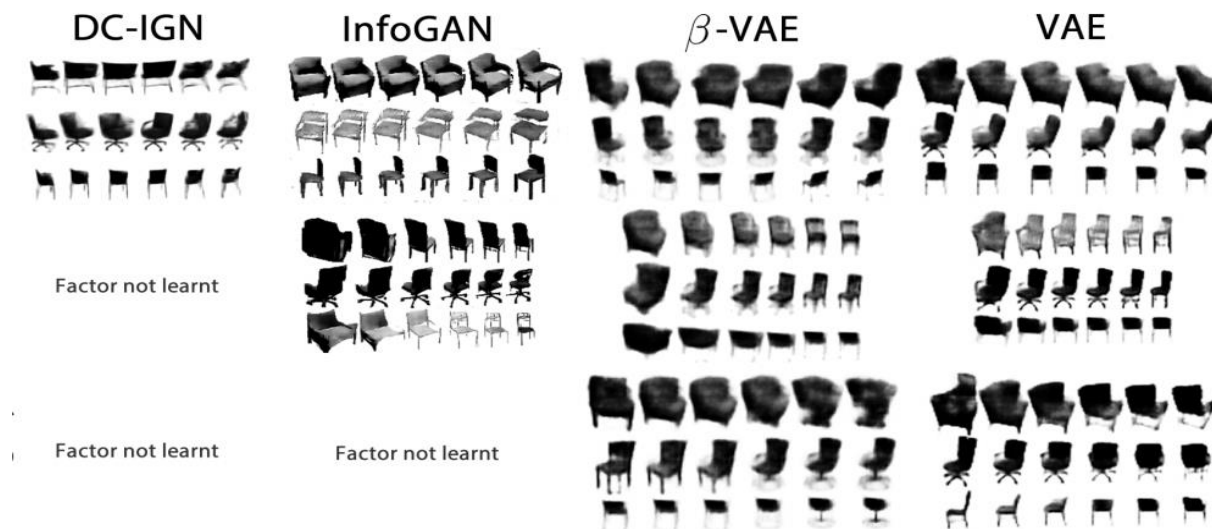 DC-IGN InfoGAN β-VAE VAE
Factor not learnt
Factor not learnt Factor not learnt